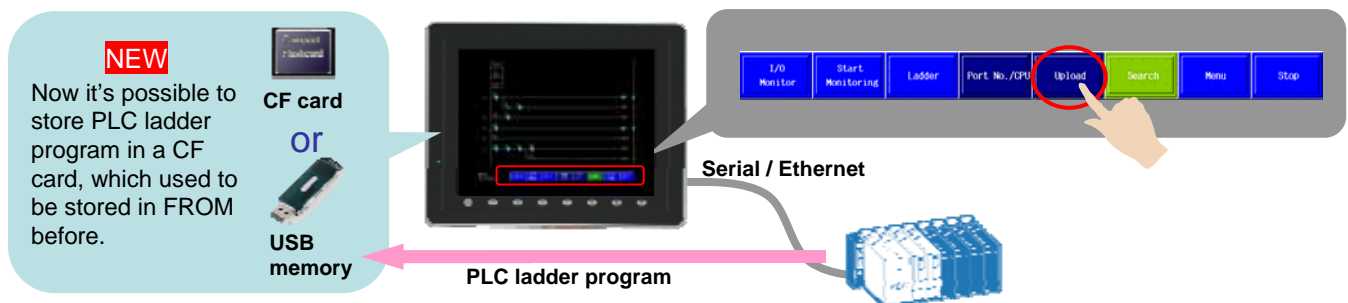 NEW
Now it's possible to
store PLC ladder
program in a CF
card, which used to
be stored in FROM
before.
CF card
or
USB
memory
I/O
Monitor
Start
Monitoring
Ladder
Port No./CPU
Upload
Search
Menu
Stop
Serial / Ethernet
PLC ladder program